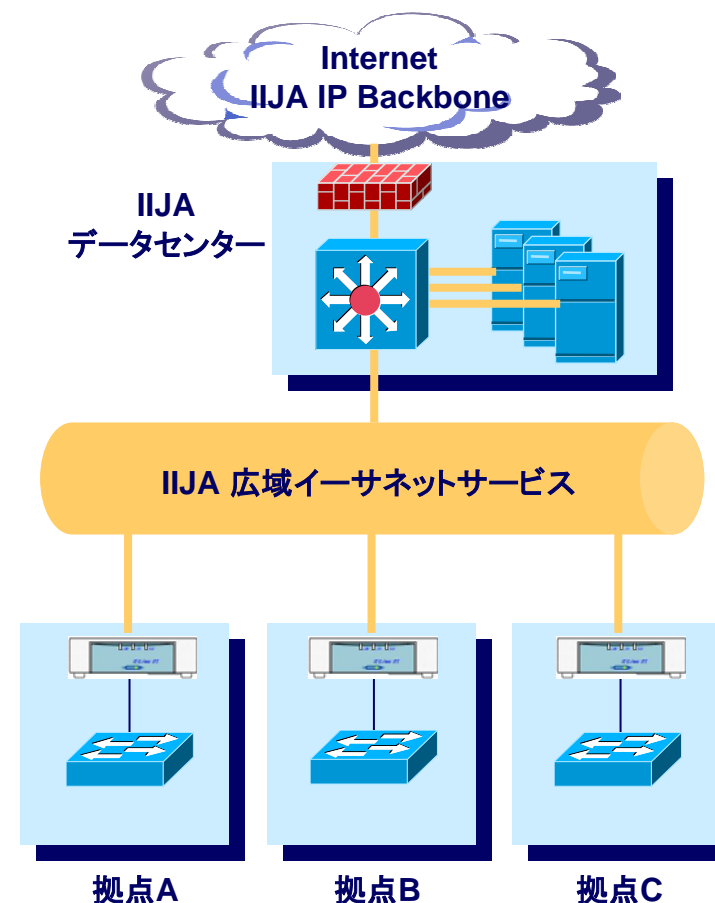 Internet
IIJA IP Backbone
IIJA
データセンター
IIJA 広域イーサネットサービス
拠点A
拠点B
拠点C